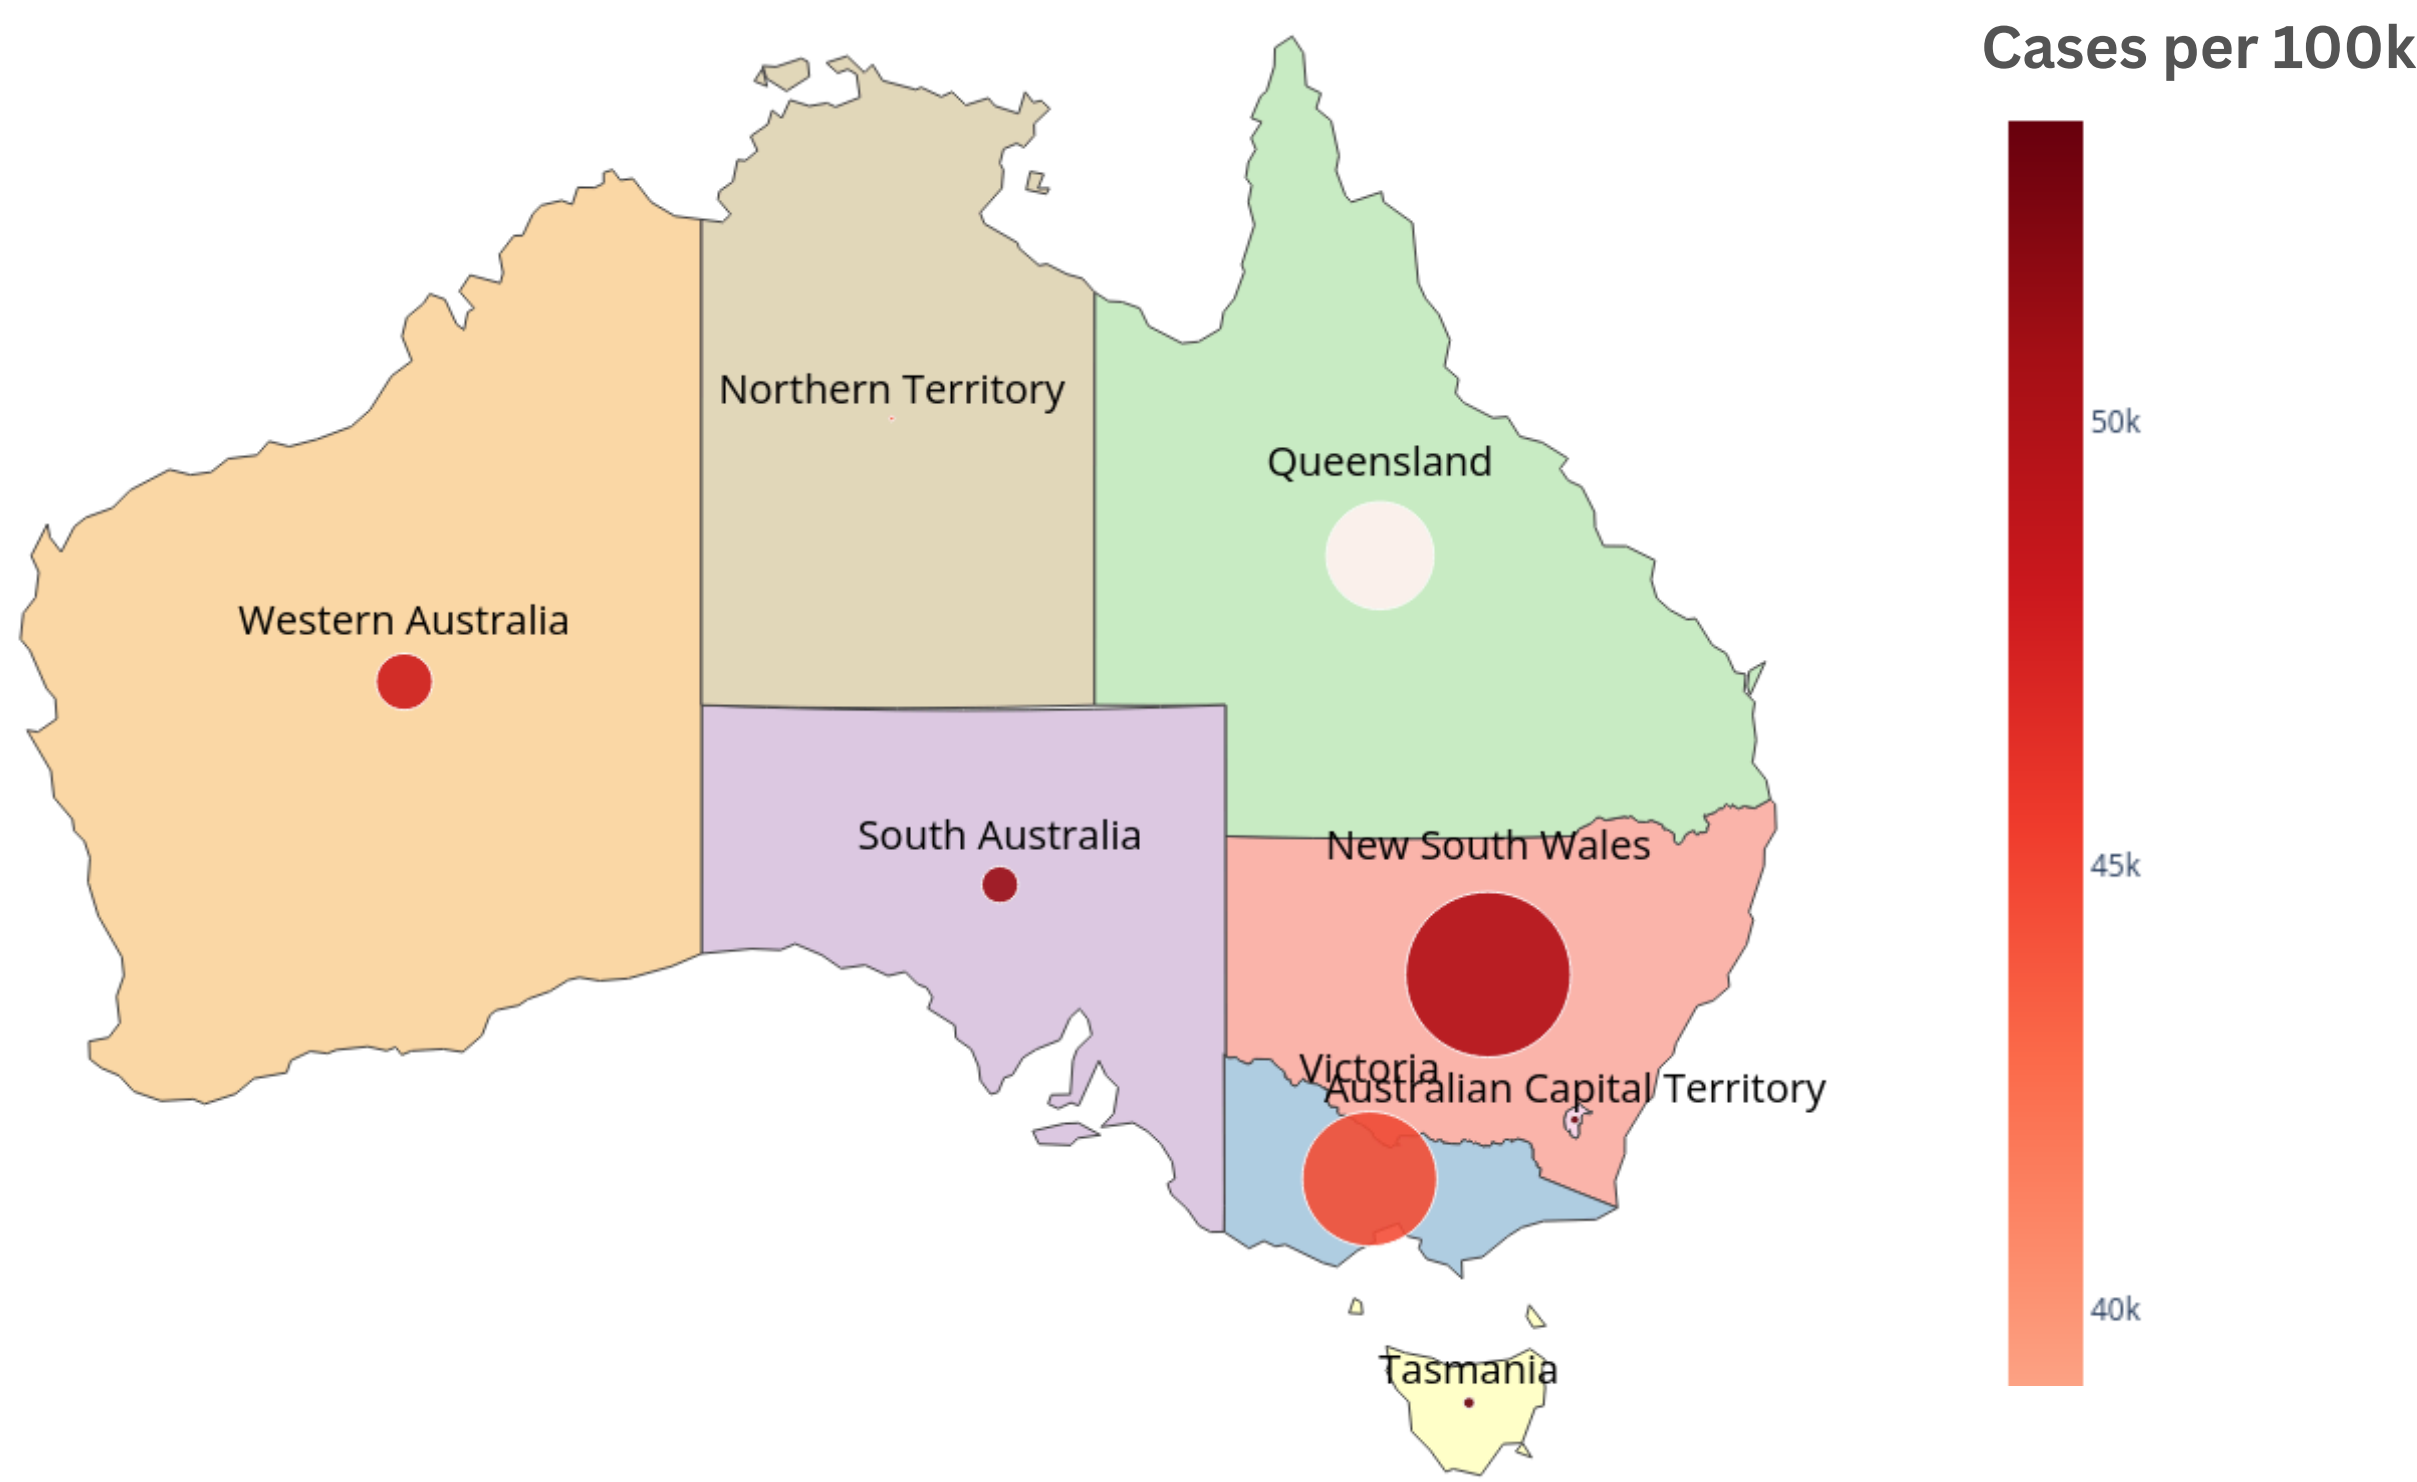 Cases per 100k
Northern Territory
50k
Queensland
Western Australia
South Australia
New South Wales
45k
Victoria
Australian Capital Territory
40k
Tasmania